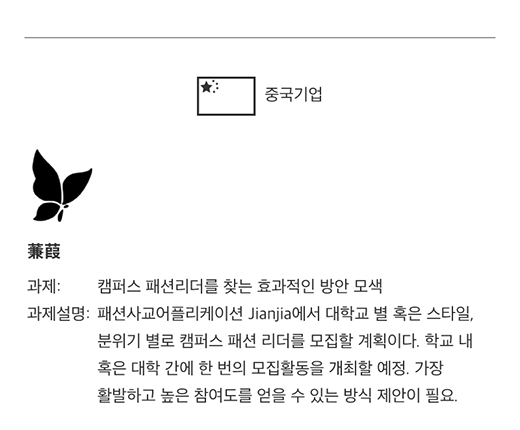 중국기업
蒹葭
과제: 캠퍼스 패션리더를 찾는 효과적인 방안 모색
과제설명: 패션사교어플리케이션 Jianjia에서 대학교 별 혹은 스타일,
분위기 별로 캠퍼스 패션 리더를 모집할 계획이다. 학교 내
혹은 대학 간에 한 번의 모집활동을 개최할 예정. 가장
활발하고 높은 참여도를 얻을 수 있는 방식 제안이 필요.